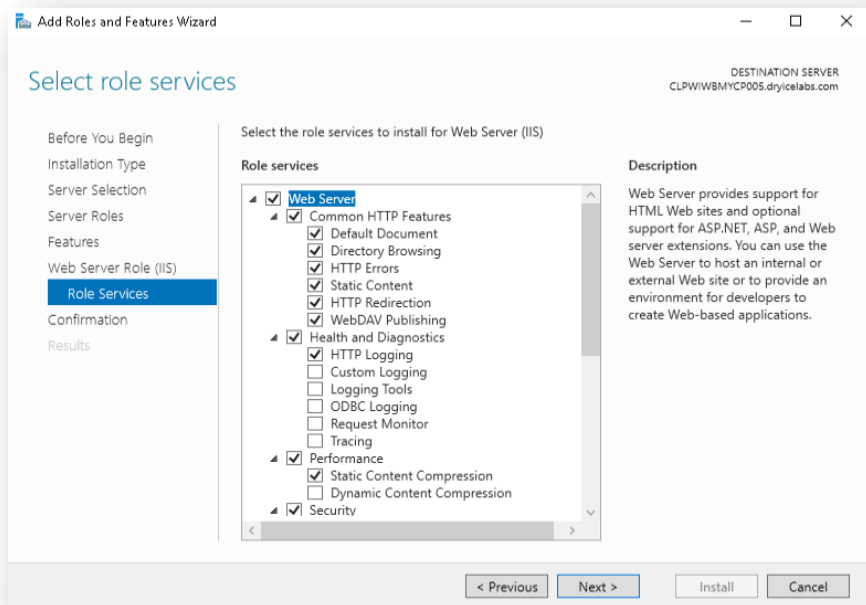 Add Roles and Features Wizard
Select role services
DESTINATION SERVER
CLPWIWBMYCP005.dryicelabs.com
Before You Begin
Installation Type
Server Selection
Server Roles
Features
Web Server Role (IIS)
Role Services
Confirmation
Results
Select the role services to install for Web Server (IIS)
Role services
Web Server
Common HTTP Features
Default Document
Directory Browsing
HTTP Errors
Static Content
HTTP Redirection
WebDAV Publishing
Health and Diagnostics
HTTP Logging
Custom Logging
Logging Tools
ODBC Logging
Request Monitor
Tracing
Performance
Static Content Compression
Dynamic Content Compression
Security
Description
Web Server provides support for
HTML Web sites and optional
support for ASP.NET, ASP, and Web
server extensions. You can use the
Web Server to host an internal or
external Web site or to provide an
environment for developers to
create Web-based applications.
< Previous
Next >
Install
Cancel